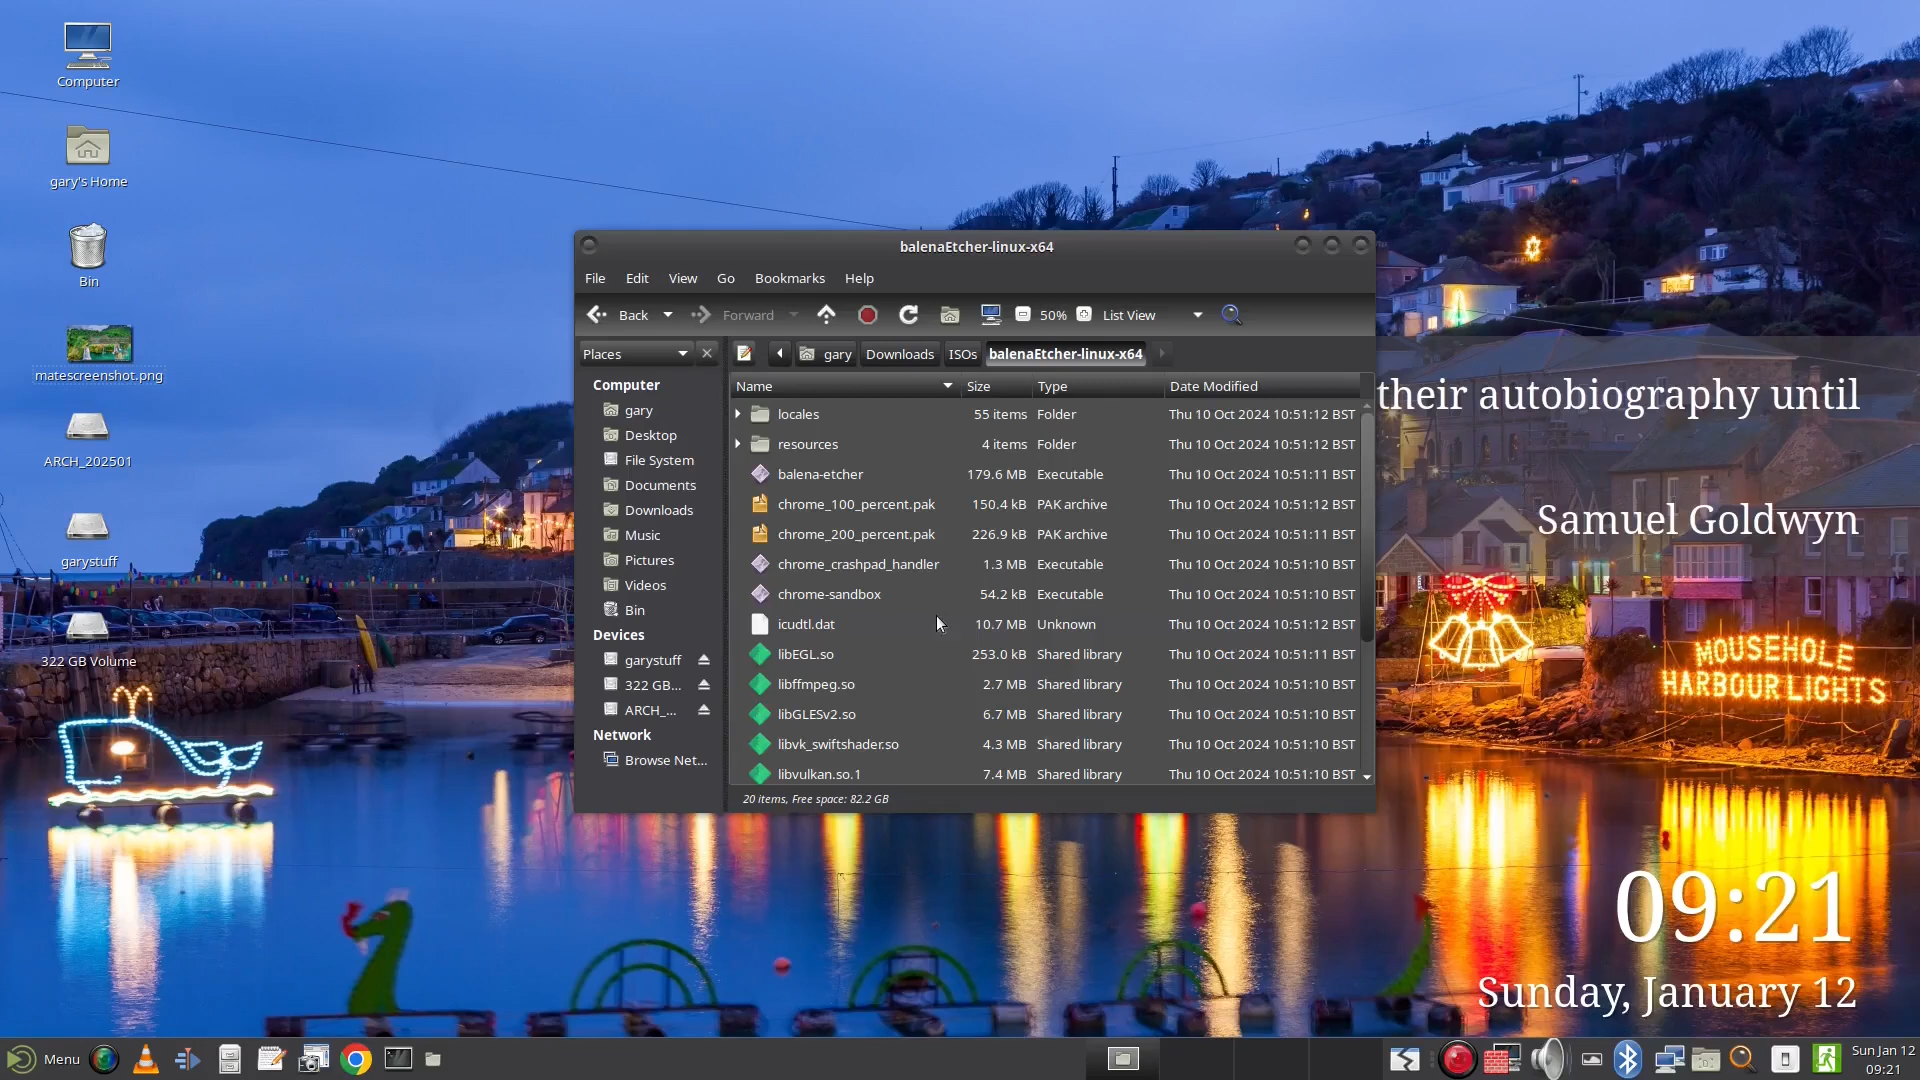 Computer
gary's Home
Bin
matescreenshot.png
ARCH_202501
garystuff
322 GB Volume
balenaEtcher-linux-x64
File Edit View Go Bookmarks Help
Back Forward 50% List View
Places gary Downloads ISOs balenaEtcher-linux-x64
Computer
gary
Desktop
File System
Documents
Downloads
Music
Pictures
Videos
Bin
Devices
garystuff
322 GB...
ARCH_...
Network
Browse Net...
Name Size Type Date Modified
locales 55 items Folder Thu 10 Oct 2024 10:51:12 BST
resources 4 items Folder Thu 10 Oct 2024 10:51:12 BST
balena-etcher 179.6 MB Executable Thu 10 Oct 2024 10:51:11 BST
chrome_100_percent.pak 150.4 kB PAK archive Thu 10 Oct 2024 10:51:12 BST
chrome_200_percent.pak 226.9 kB PAK archive Thu 10 Oct 2024 10:51:11 BST
chrome_crashpad_handler 1.3 MB Executable Thu 10 Oct 2024 10:51:10 BST
chrome-sandbox 54.2 kB Executable Thu 10 Oct 2024 10:51:10 BST
icudtl.dat 10.7 MB Unknown Thu 10 Oct 2024 10:51:12 BST
libEGL.so 253.0 kB Shared library Thu 10 Oct 2024 10:51:11 BST
libffmpeg.so 2.7 MB Shared library Thu 10 Oct 2024 10:51:10 BST
libGLESv2.so 6.7 MB Shared library Thu 10 Oct 2024 10:51:10 BST
libvk_swiftshader.so 4.3 MB Shared library Thu 10 Oct 2024 10:51:10 BST
libvulkan.so.1 7.4 MB Shared library Thu 10 Oct 2024 10:51:10 BST
20 items, Free space: 82.2 GB
their autobiography until
Samuel Goldwyn
MOUSEHOLE
HARBOUR LIGHTS
09:21
Sunday, January 12
Menu
Sun Jan 12
09:21